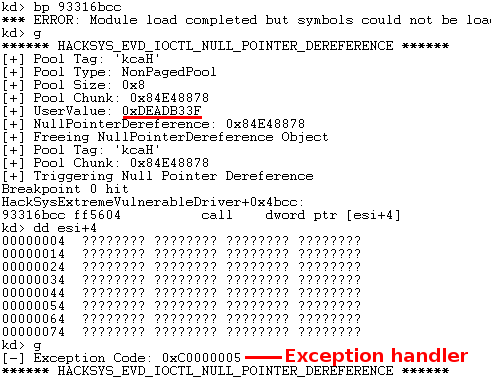 kd> bp 93316bcc
*** ERROR: Module load completed but symbols could not be loa
kd> g
****** HACKSYS_EVD_IOCTL_NULL_POINTER_DEREFERENCE ******
[+] Pool Tag: 'kcaH'
[+] Pool Type: NonPagedPool
[+] Pool Size: 0x8
[+] Pool Chunk: 0x84E48878
[+] UserValue: 0xDEADB33F
[+] NullPointerDereference: 0x84E48878
[+] Freeing NullPointerDereference Object
[+] Pool Tag: 'kcaH'
[+] Pool Chunk: 0x84E48878
[+] Triggering Null Pointer Dereference
Breakpoint 0 hit
HackSysExtremeVulnerableDriver+0x4bcc:
93316bcc ff5604 call dword ptr [esi+4]
kd> dd esi+4
00000004 ???????? ???????? ???????? ????????
00000014 ???????? ???????? ???????? ????????
00000024 ???????? ???????? ???????? ????????
00000034 ???????? ???????? ???????? ????????
00000044 ???????? ???????? ???????? ????????
00000054 ???????? ???????? ???????? ????????
00000064 ???????? ???????? ???????? ????????
00000074 ???????? ???????? ???????? ????????
kd> g
[-] Exception Code: 0xC0000005 Exception handler
****** HACKSYS_EVD_IOCTL_NULL_POINTER_DEREFERENCE ******